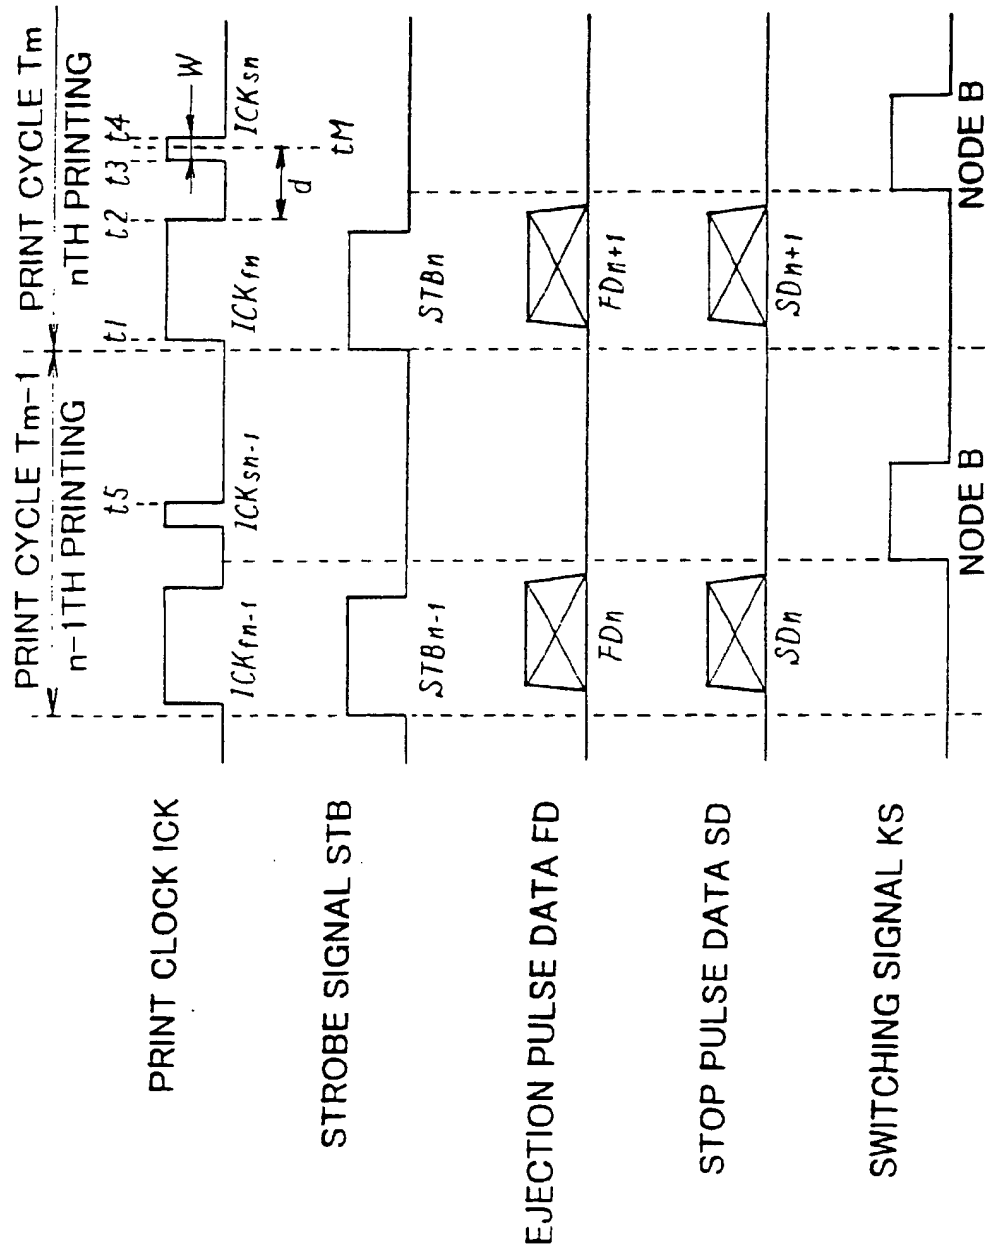 PRINT CYCLE Tm-1
PRINT CYCLE Tm
n-1TH PRINTING
nTH PRINTING
t5
t1
t2
t3
t4
W
PRINT CLOCK ICK
ICKfn-1
ICKsn-1
ICKfn
d
ICKsn
tM
STROBE SIGNAL STB
STBn-1
STBn
EJECTION PULSE DATA FD
FDn
FDn+1
STOP PULSE DATA SD
SDn
SDn+1
SWITCHING SIGNAL KS
NODE B
NODE B